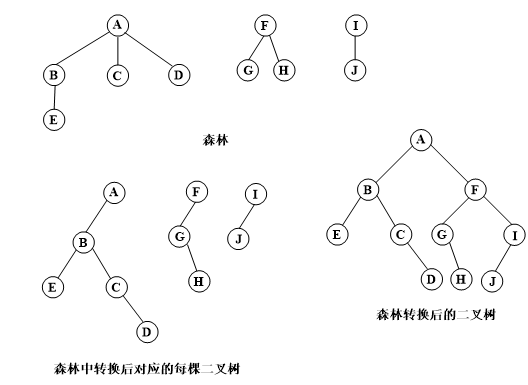 A F I
B C D G H J
E
森林
A
B F
E C G I
D H J
森林转换后的二叉树
A F I
B G J
E C H
D
森林中转换后对应的每棵二叉树